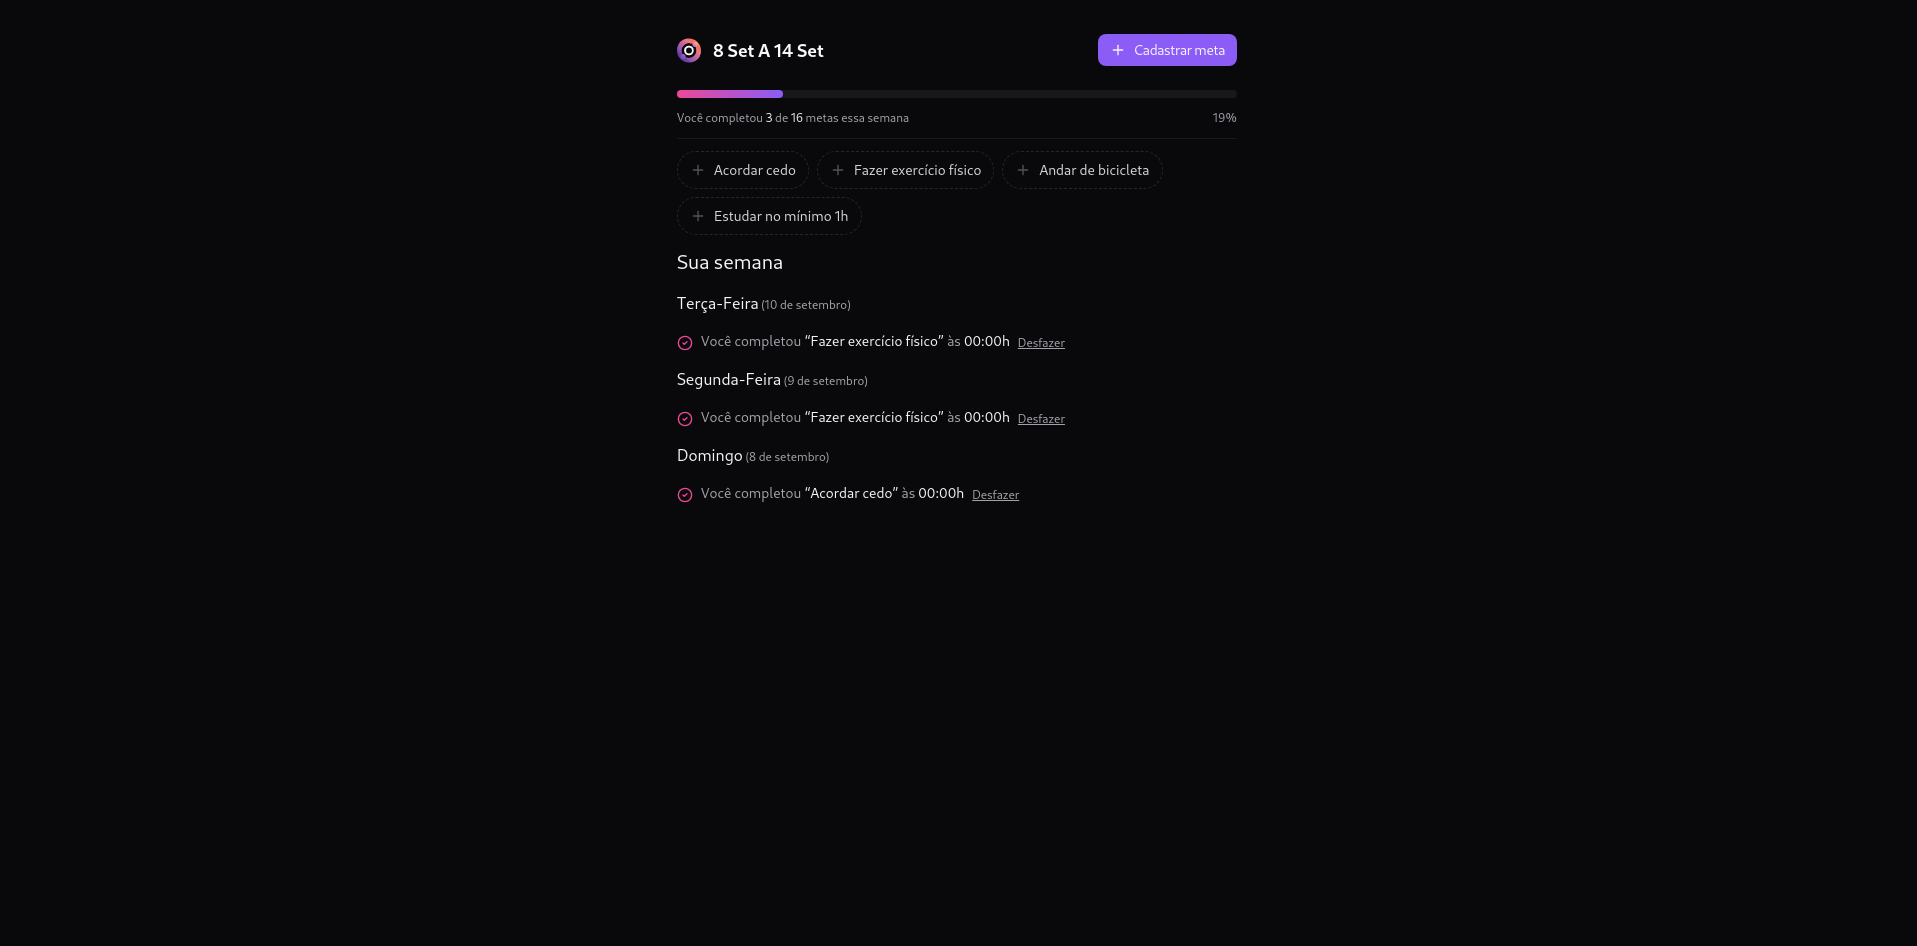 8 Set A 14 Set
Cadastrar meta
Você completou 3 de 16 metas essa semana
19%
Acordar cedo
Fazer exercício físico
Andar de bicicleta
Estudar no mínimo 1h
Sua semana
Terça-Feira (10 de setembro)
Você completou “Fazer exercício físico” às 00:00h Desfazer
Segunda-Feira (9 de setembro)
Você completou “Fazer exercício físico” às 00:00h Desfazer
Domingo (8 de setembro)
Você completou “Acordar cedo” às 00:00h Desfazer